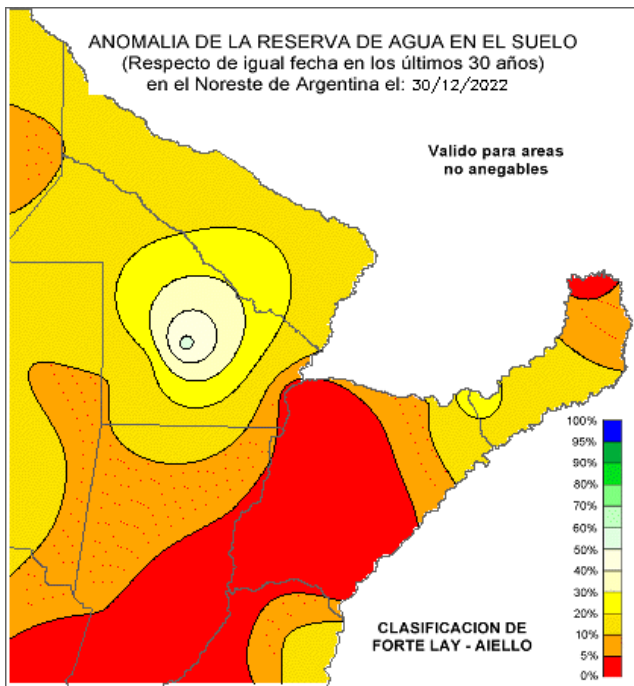 ANOMALIA DE LA RESERVA DE AGUA EN EL SUELO
(Respecto de igual fecha en los últimos 30 años)
en el Noreste de Argentina el: 30/12/2022
Valido para areas
no anegables
100%
95%
90%
80%
70%
60%
50%
40%
30%
20%
10%
5%
0%
CLASIFICACION DE
FORTE LAY - AIELLO